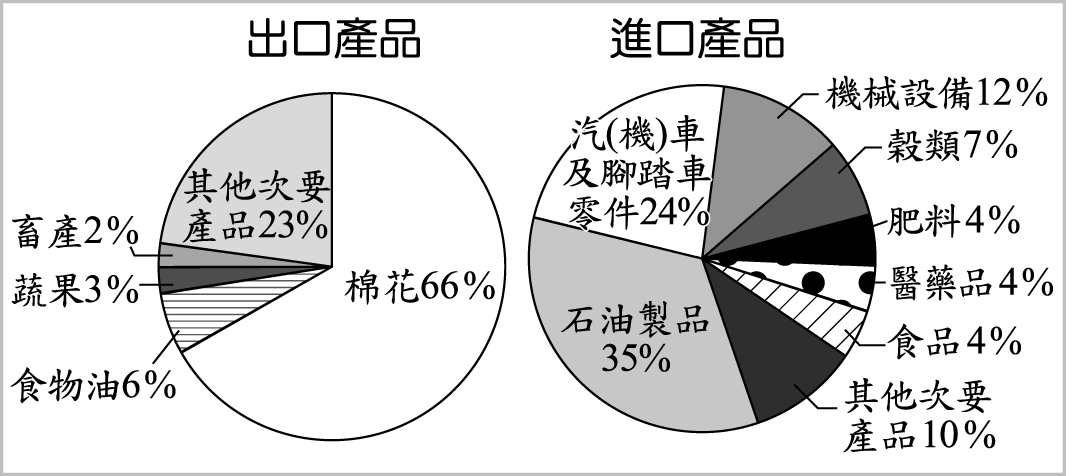 出口產品
其他次要
產品23%
畜產2%
蔬果3%
食物油6%
棉花66%
進口產品
汽(機)車
及腳踏車
零件24%
機械設備12%
穀類7%
肥料4%
醫藥品4%
食品4%
其他次要
產品10%
石油製品
35%